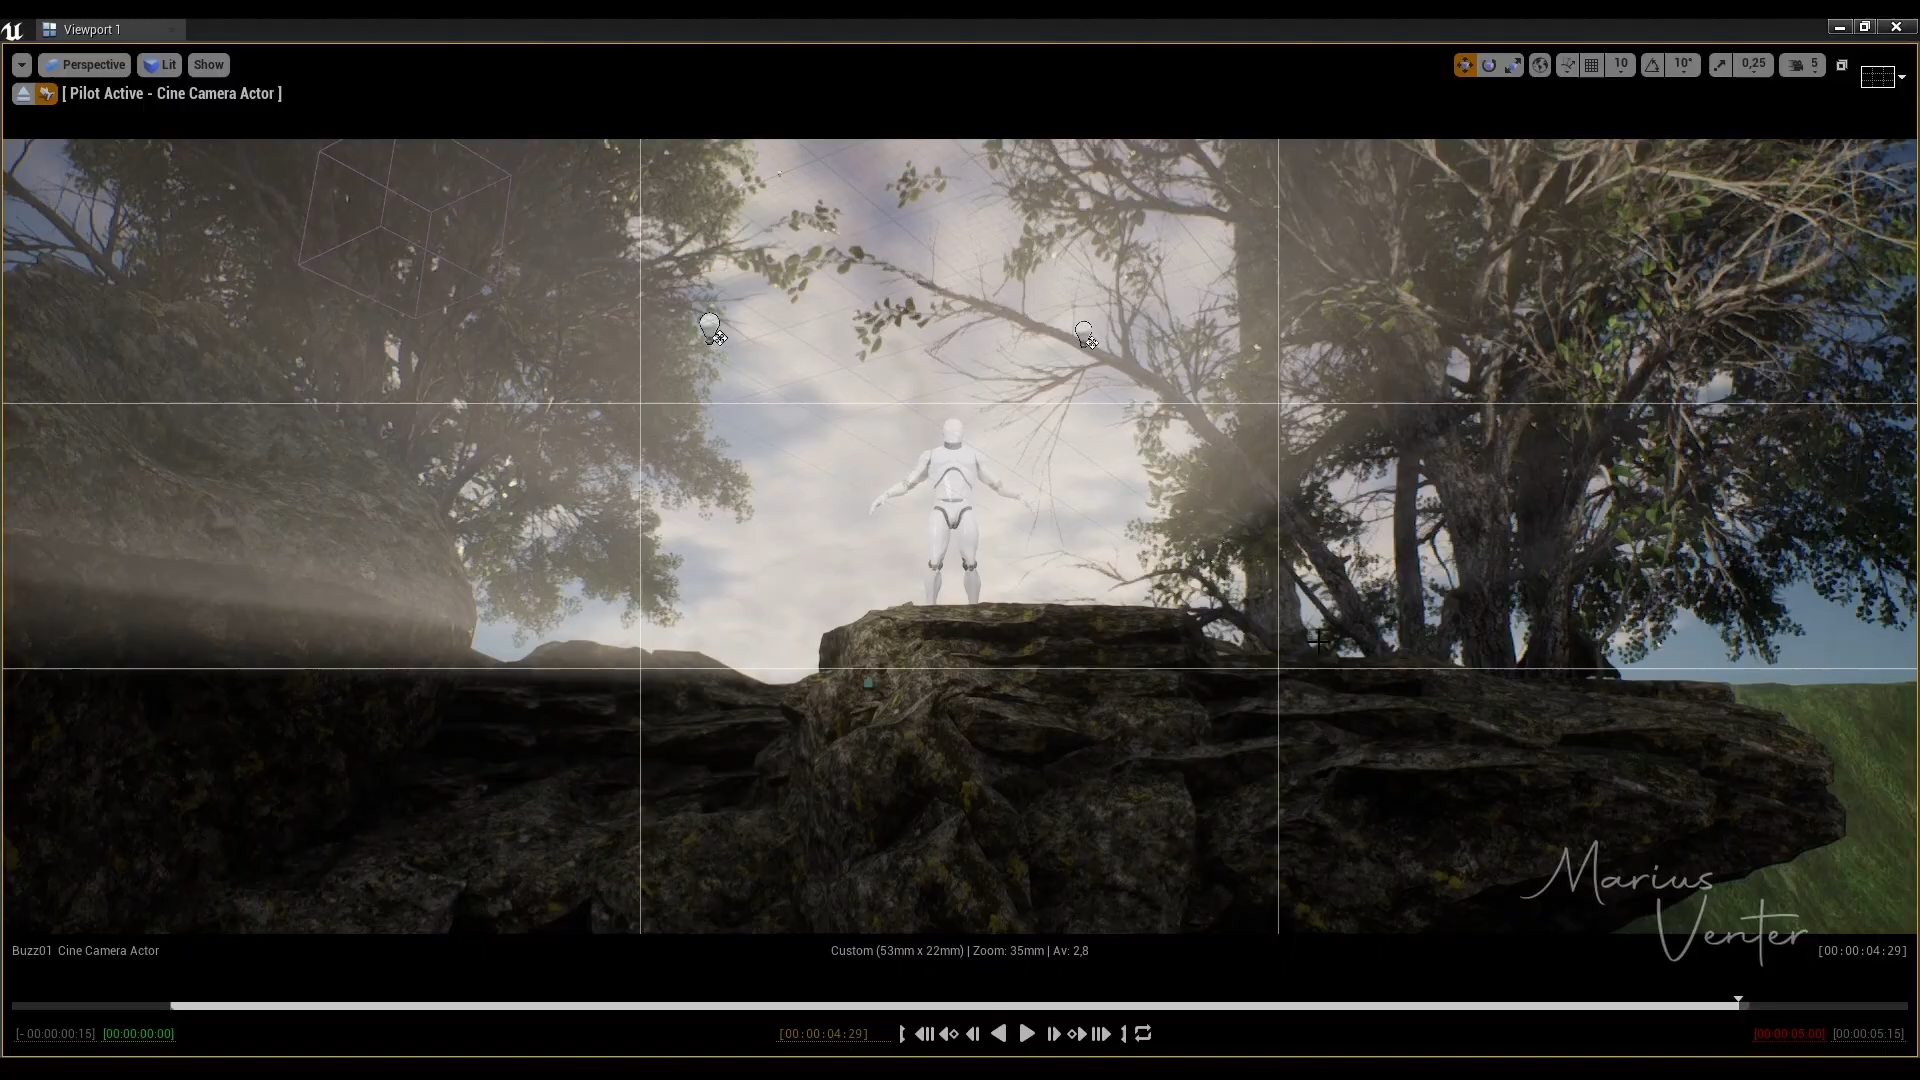 Viewport 1
Perspective Lit Show 10 10° 0,25 5
[ Pilot Active - Cine Camera Actor ]
Marius
Venter
Buzz01 Cine Camera Actor Custom (53mm x 22mm) | Zoom: 35mm | Av: 2,8 [00:00:04:29]
[- 00:00:00:15] [00:00:00:00] [00:00:04:29] [00:00:05:00] [00:00:05:15]